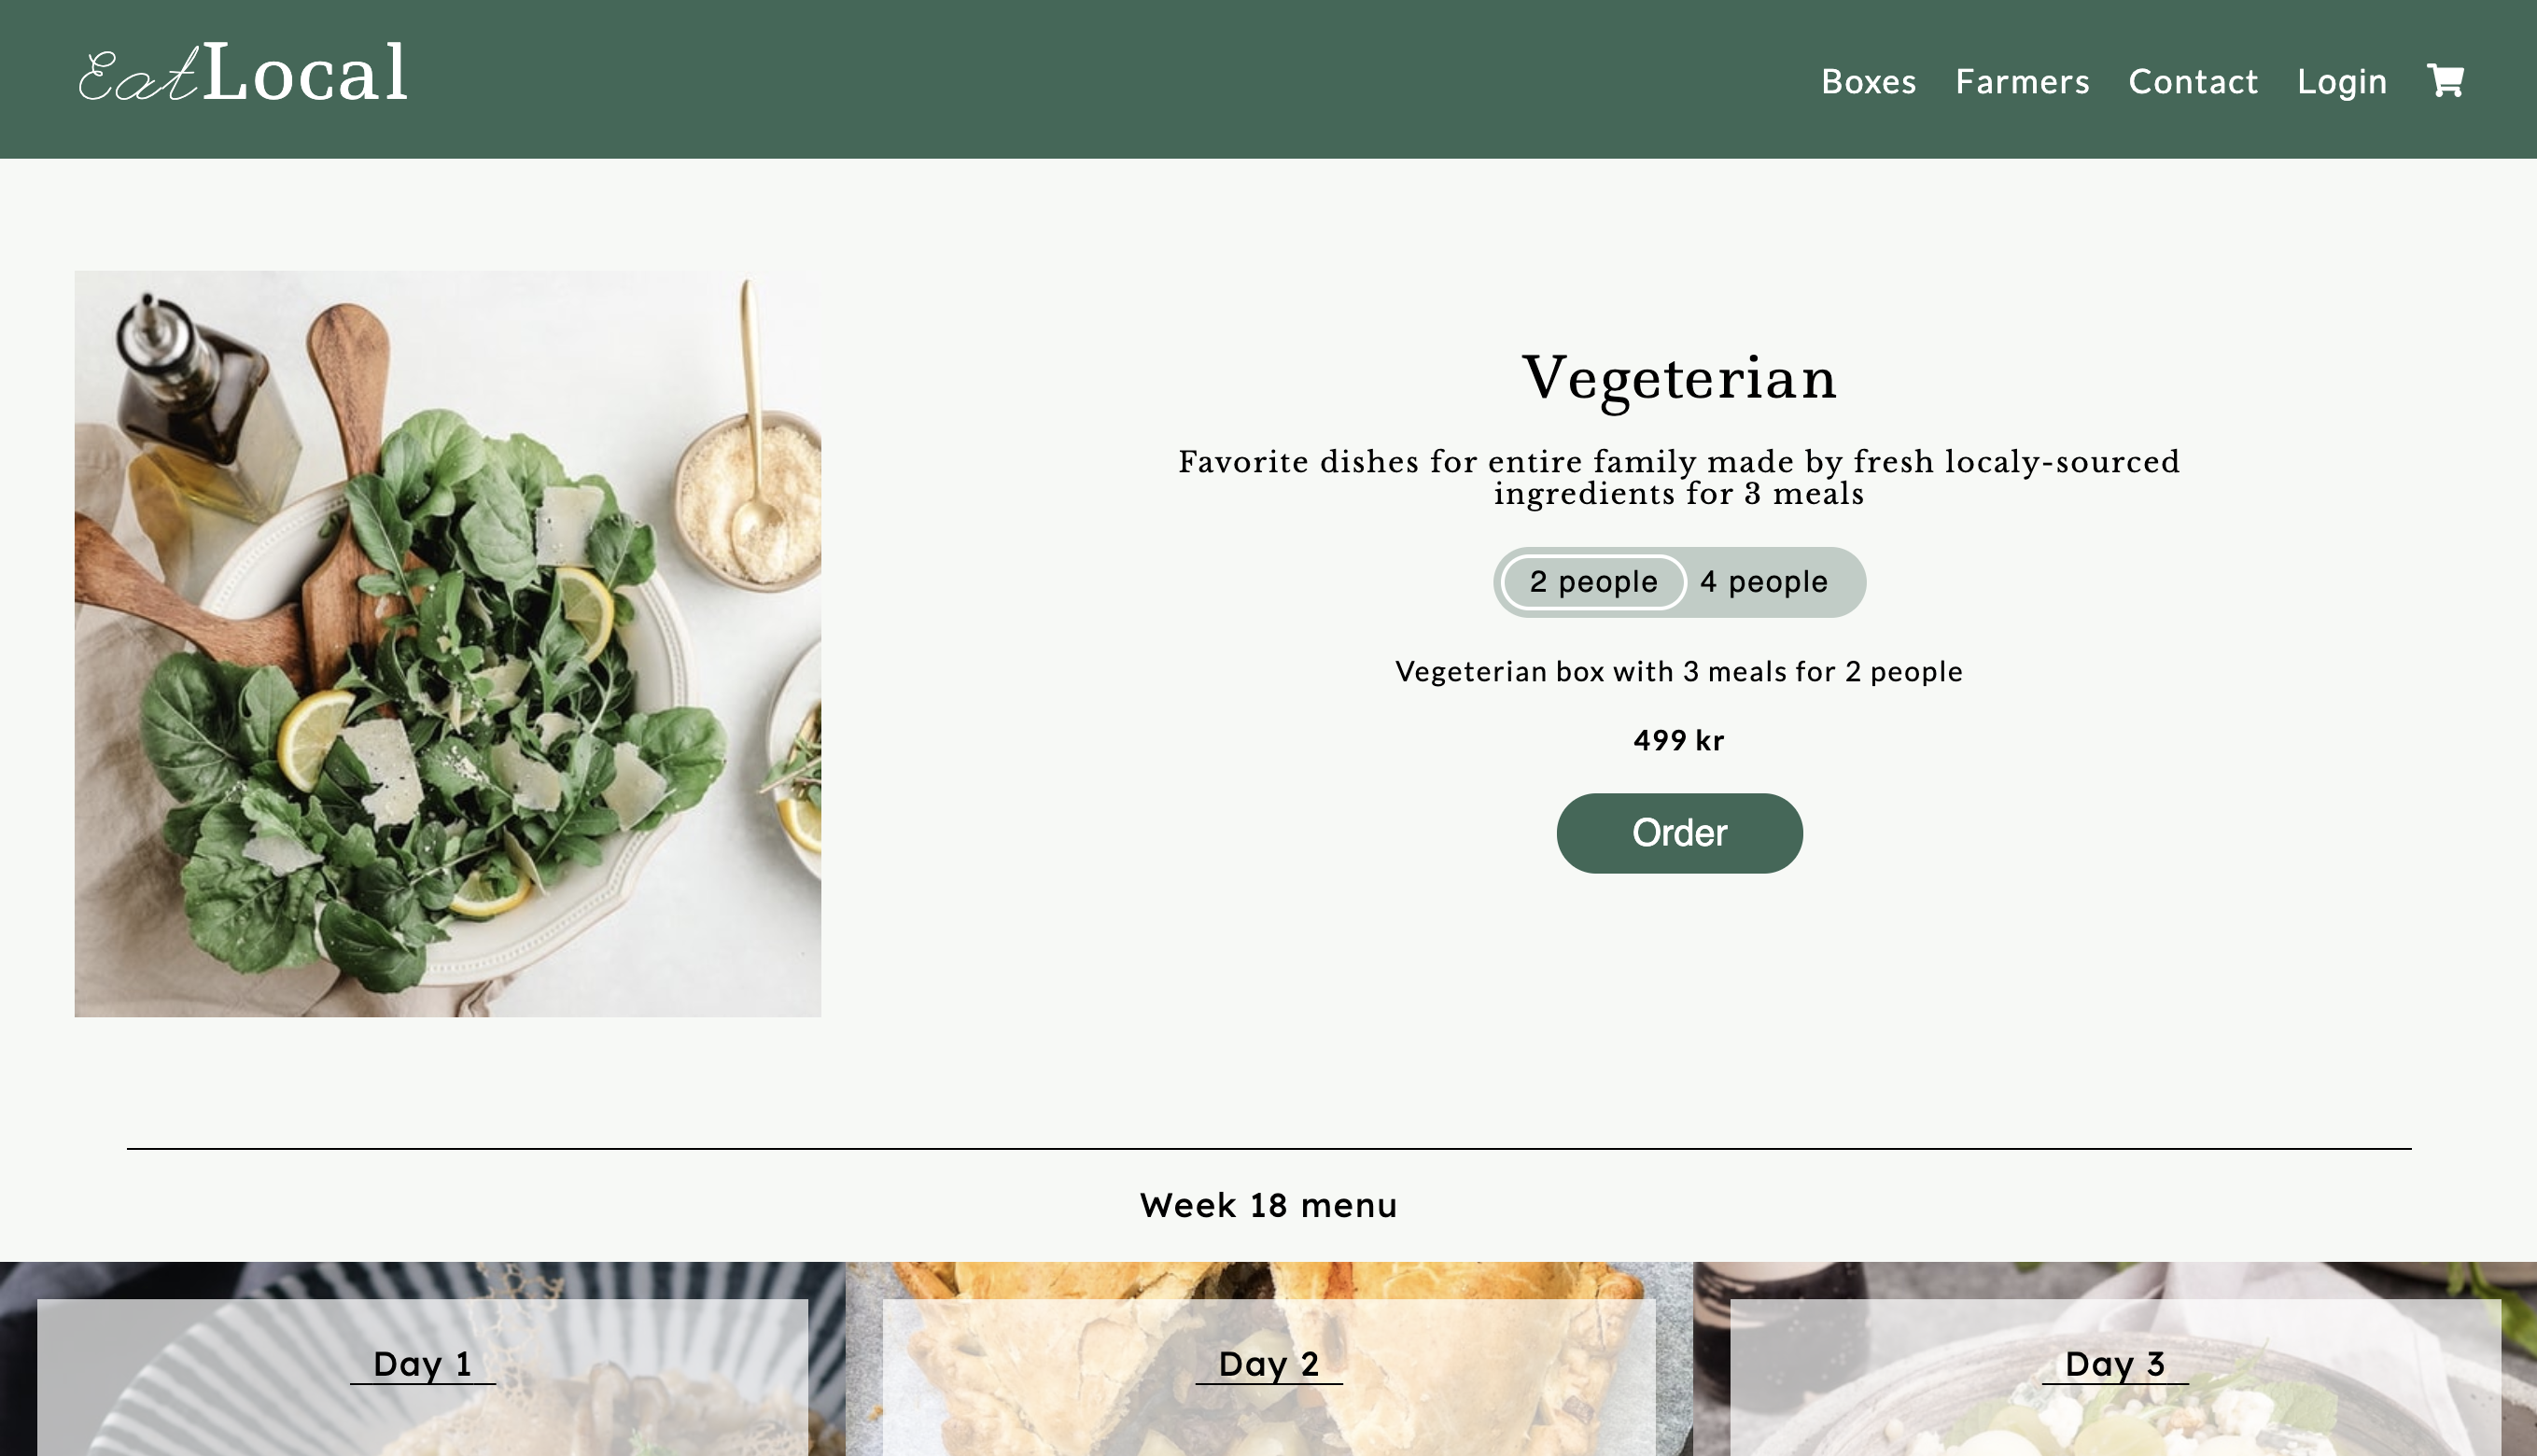 EatLocal
Boxes Farmers Contact Login
Vegeterian
Favorite dishes for entire family made by fresh localy-sourced
ingredients for 3 meals
2 people 4 people
Vegeterian box with 3 meals for 2 people
499 kr
Order
Week 18 menu
Day 1 Day 2 Day 3